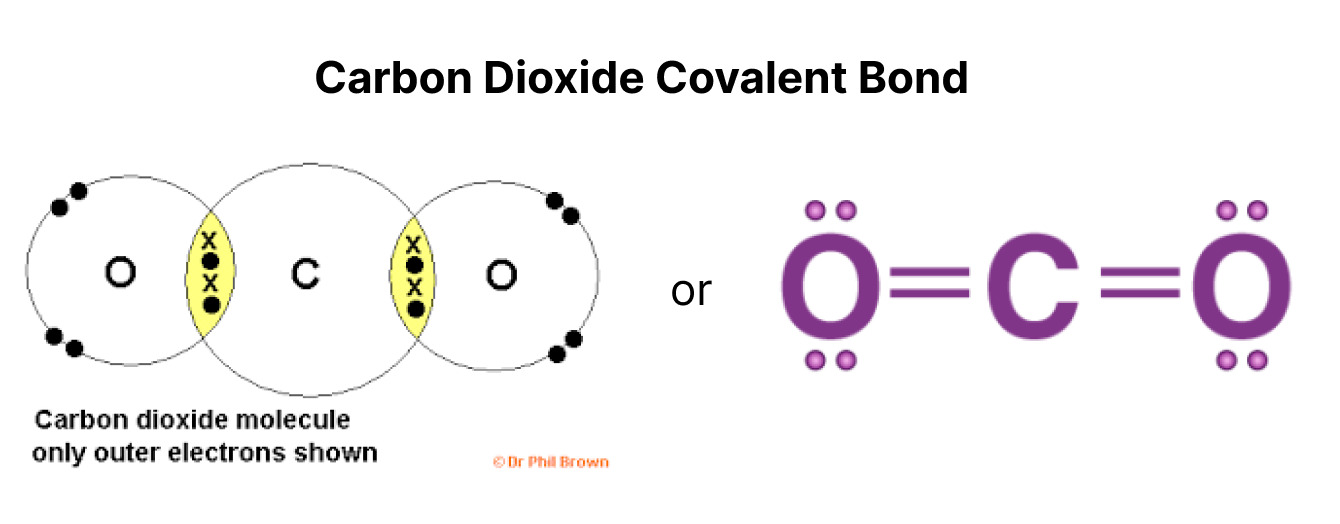 Carbon Dioxide Covalent Bond
O x x C x x O
or
O=C=O
Carbon dioxide molecule
only outer electrons shown
© Dr Phil Brown